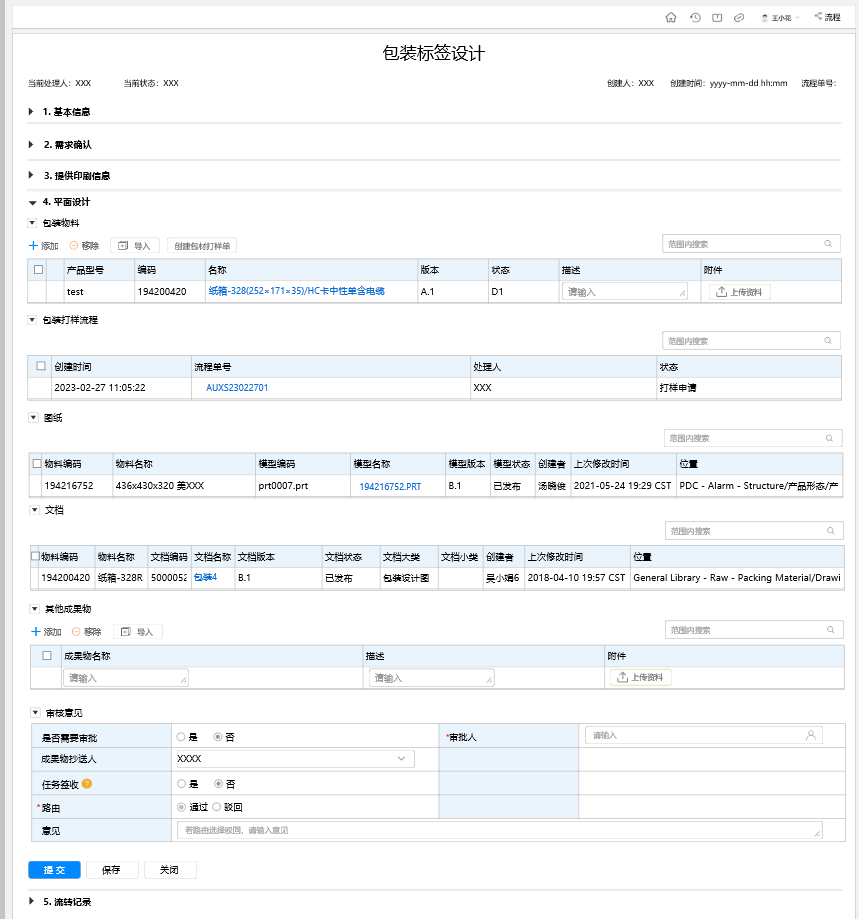 王小花 流程
包装标签设计
当前处理人：XXX 当前状态：XXX 创建人：XXX 创建时间：yyyy-mm-dd hh:mm 流程单号：
1. 基本信息
2. 需求确认
3. 提供印刷信息
4. 平面设计
包装物料
添加 移除 导入 创建包材打样单 范围内搜索
产品型号 编码 名称 版本 状态 描述 附件
test 194200420 纸箱-328(252×171×35)/HC卡中性单含电缆 A.1 D1 请输入 上传资料
包装打样流程
范围内搜索
创建时间 流程单号 处理人 状态
2023-02-27 11:05:22 AUXS23022701 XXX 打样申请
图纸
范围内搜索
物料编码 物料名称 模型编码 模型名称 模型版本 模型状态 创建者 上次修改时间 位置
194216752 436x430x320 美XXX prt0007.prt 194216752.PRT B.1 已发布 汤晓俊 2021-05-24 19:29 CST PDC - Alarm - Structure/产品形态/产
文档
范围内搜索
物料编码 物料名称 文档编码 文档名称 文档版本 文档状态 文档大类 文档小类 创建者 上次修改时间 位置
194200420 纸箱-328R 5000052 包装4 B.1 已发布 包装设计图 吴小娟6 2018-04-10 19:57 CST General Library - Raw - Packing Material/Drawi
其他成果物
添加 移除 导入 范围内搜索
成果物名称 描述 附件
请输入 请输入 上传资料
审核意见
是否需要审批 是 否 *审批人 请输入
成果物抄送人 XXXX
任务签收 ? 是 否
*路由 通过 驳回
意见 若路由选择驳回，请输入意见
提 交 保存 关闭
5. 流转记录